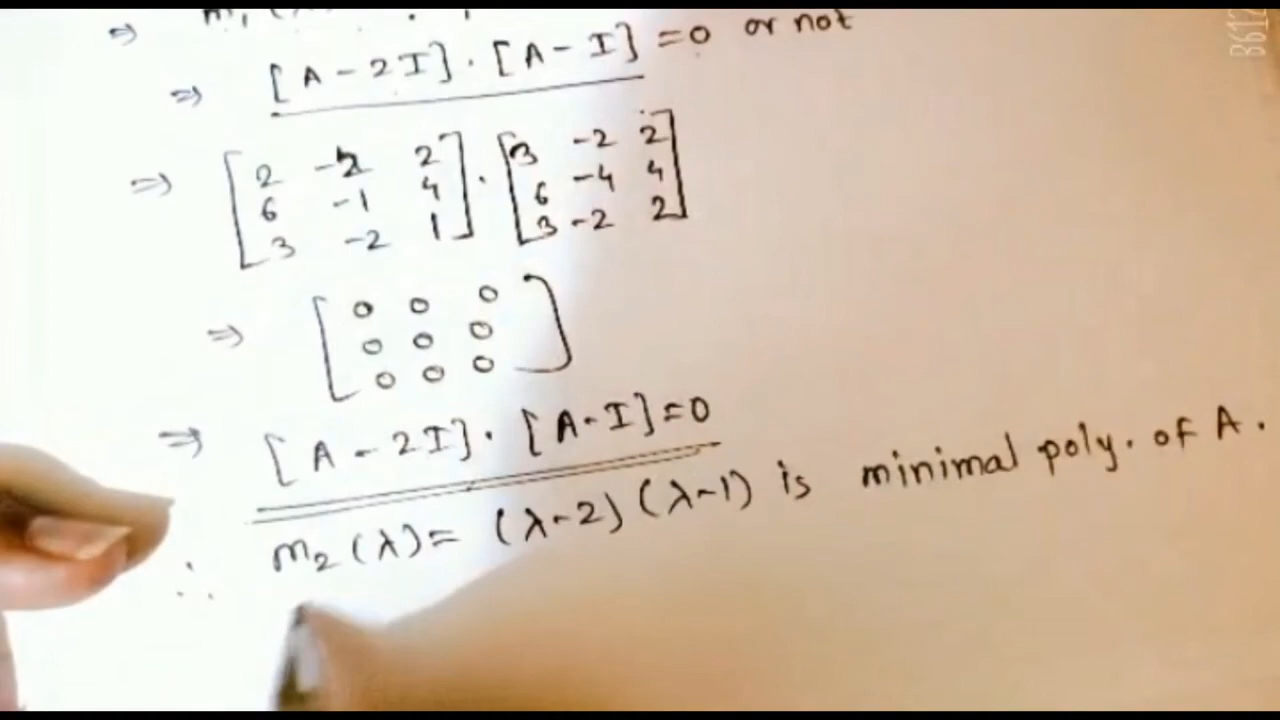 ⇒ m₁(λ
⇒ [A - 2I] · [A - I] = 0 or not
⇒ [2 -2 2] · [3 -2 2]
[6 -1 4] [6 -4 4]
[3 -2 1] [3 -2 2]
⇒ [0 0 0]
[0 0 0]
[0 0 0]
⇒ [A - 2I] · [A - I] = 0
∴ m₂(λ) = (λ-2)(λ-1) is minimal poly. of A.
B612